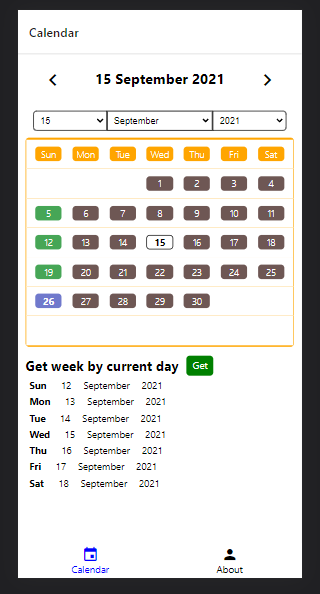 Calendar
15 September 2021
16 September 2021
Sun Mon Tue Wed Thu Fri Sat
1 2 3 4
5 6 7 8 9 10 11
12 13 14 15 16 17 18
19 20 21 22 23 24 25
26 27 28 29 30
Get week by current day Get
Sun 12 September 2021
Mon 13 September 2021
Tue 14 September 2021
Wed 15 September 2021
Thu 16 September 2021
Fri 17 September 2021
Sat 18 September 2021
Calendar About